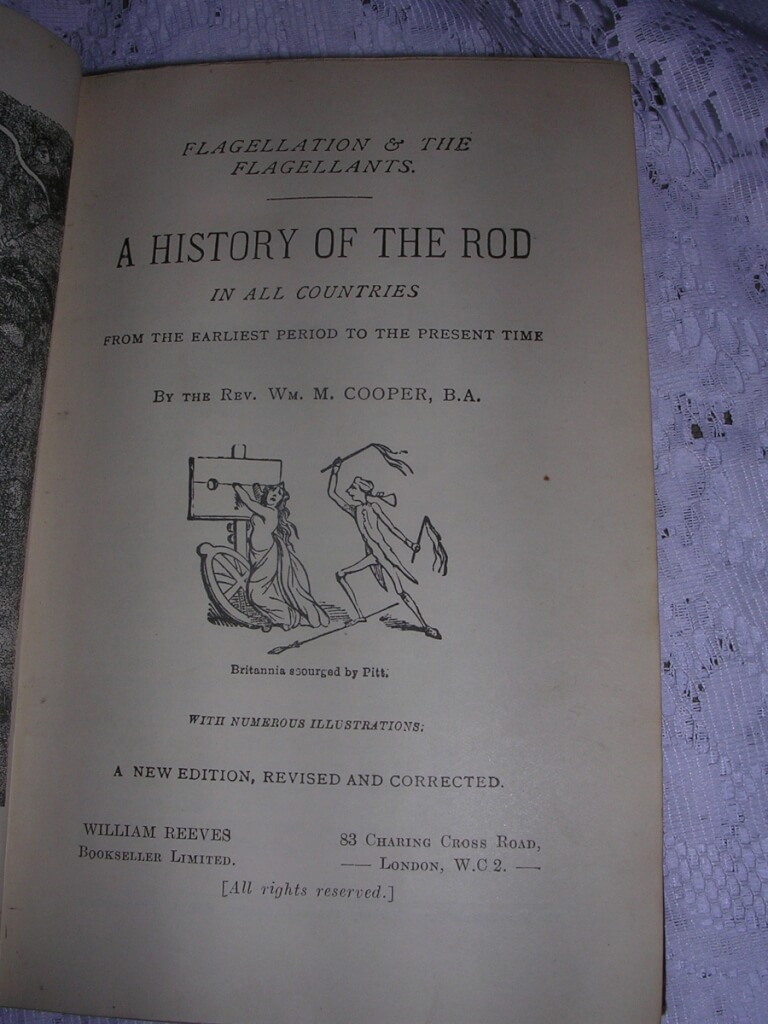 FLAGELLATION & THE
FLAGELLANTS.
A HISTORY OF THE ROD
IN ALL COUNTRIES
FROM THE EARLIEST PERIOD TO THE PRESENT TIME
BY THE REV. WM. M. COOPER, B.A.
Britannia scourged by Pitt.
WITH NUMEROUS ILLUSTRATIONS.
A NEW EDITION, REVISED AND CORRECTED.
WILLIAM REEVES
BOOKSELLER LIMITED.
83 CHARING CROSS ROAD,
— LONDON, W.C 2. —
[All rights reserved.]